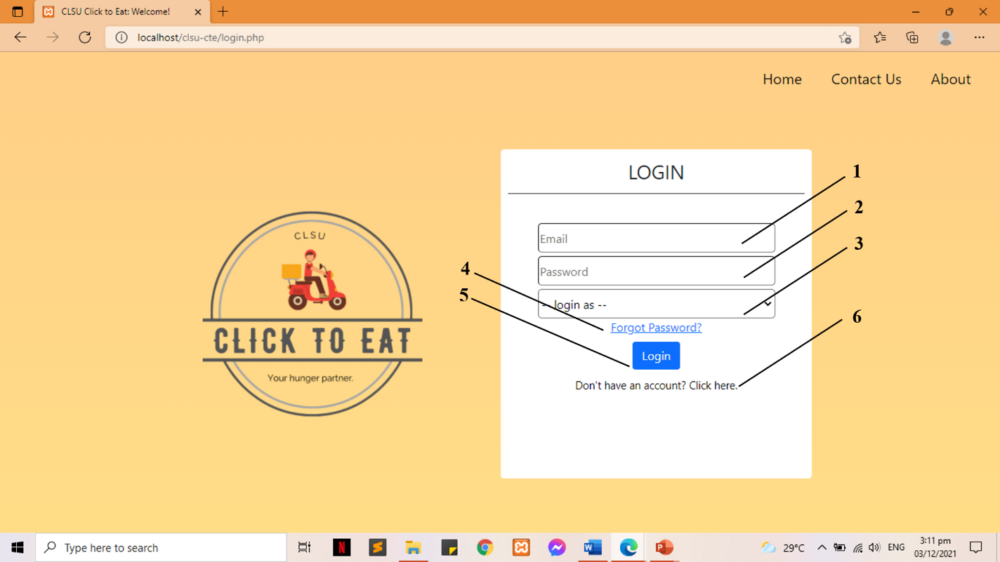 CLSU Click to Eat: Welcome!
localhost/clsu-cte/login.php
Home Contact Us About
LOGIN
1
2
Email
3
Password
4
-- login as --
5
6
Forgot Password?
Login
Don't have an account? Click here.
CLSU
CLICK TO EAT
Your hunger partner.
Type here to search
29°C
ENG
3:11 pm
03/12/2021